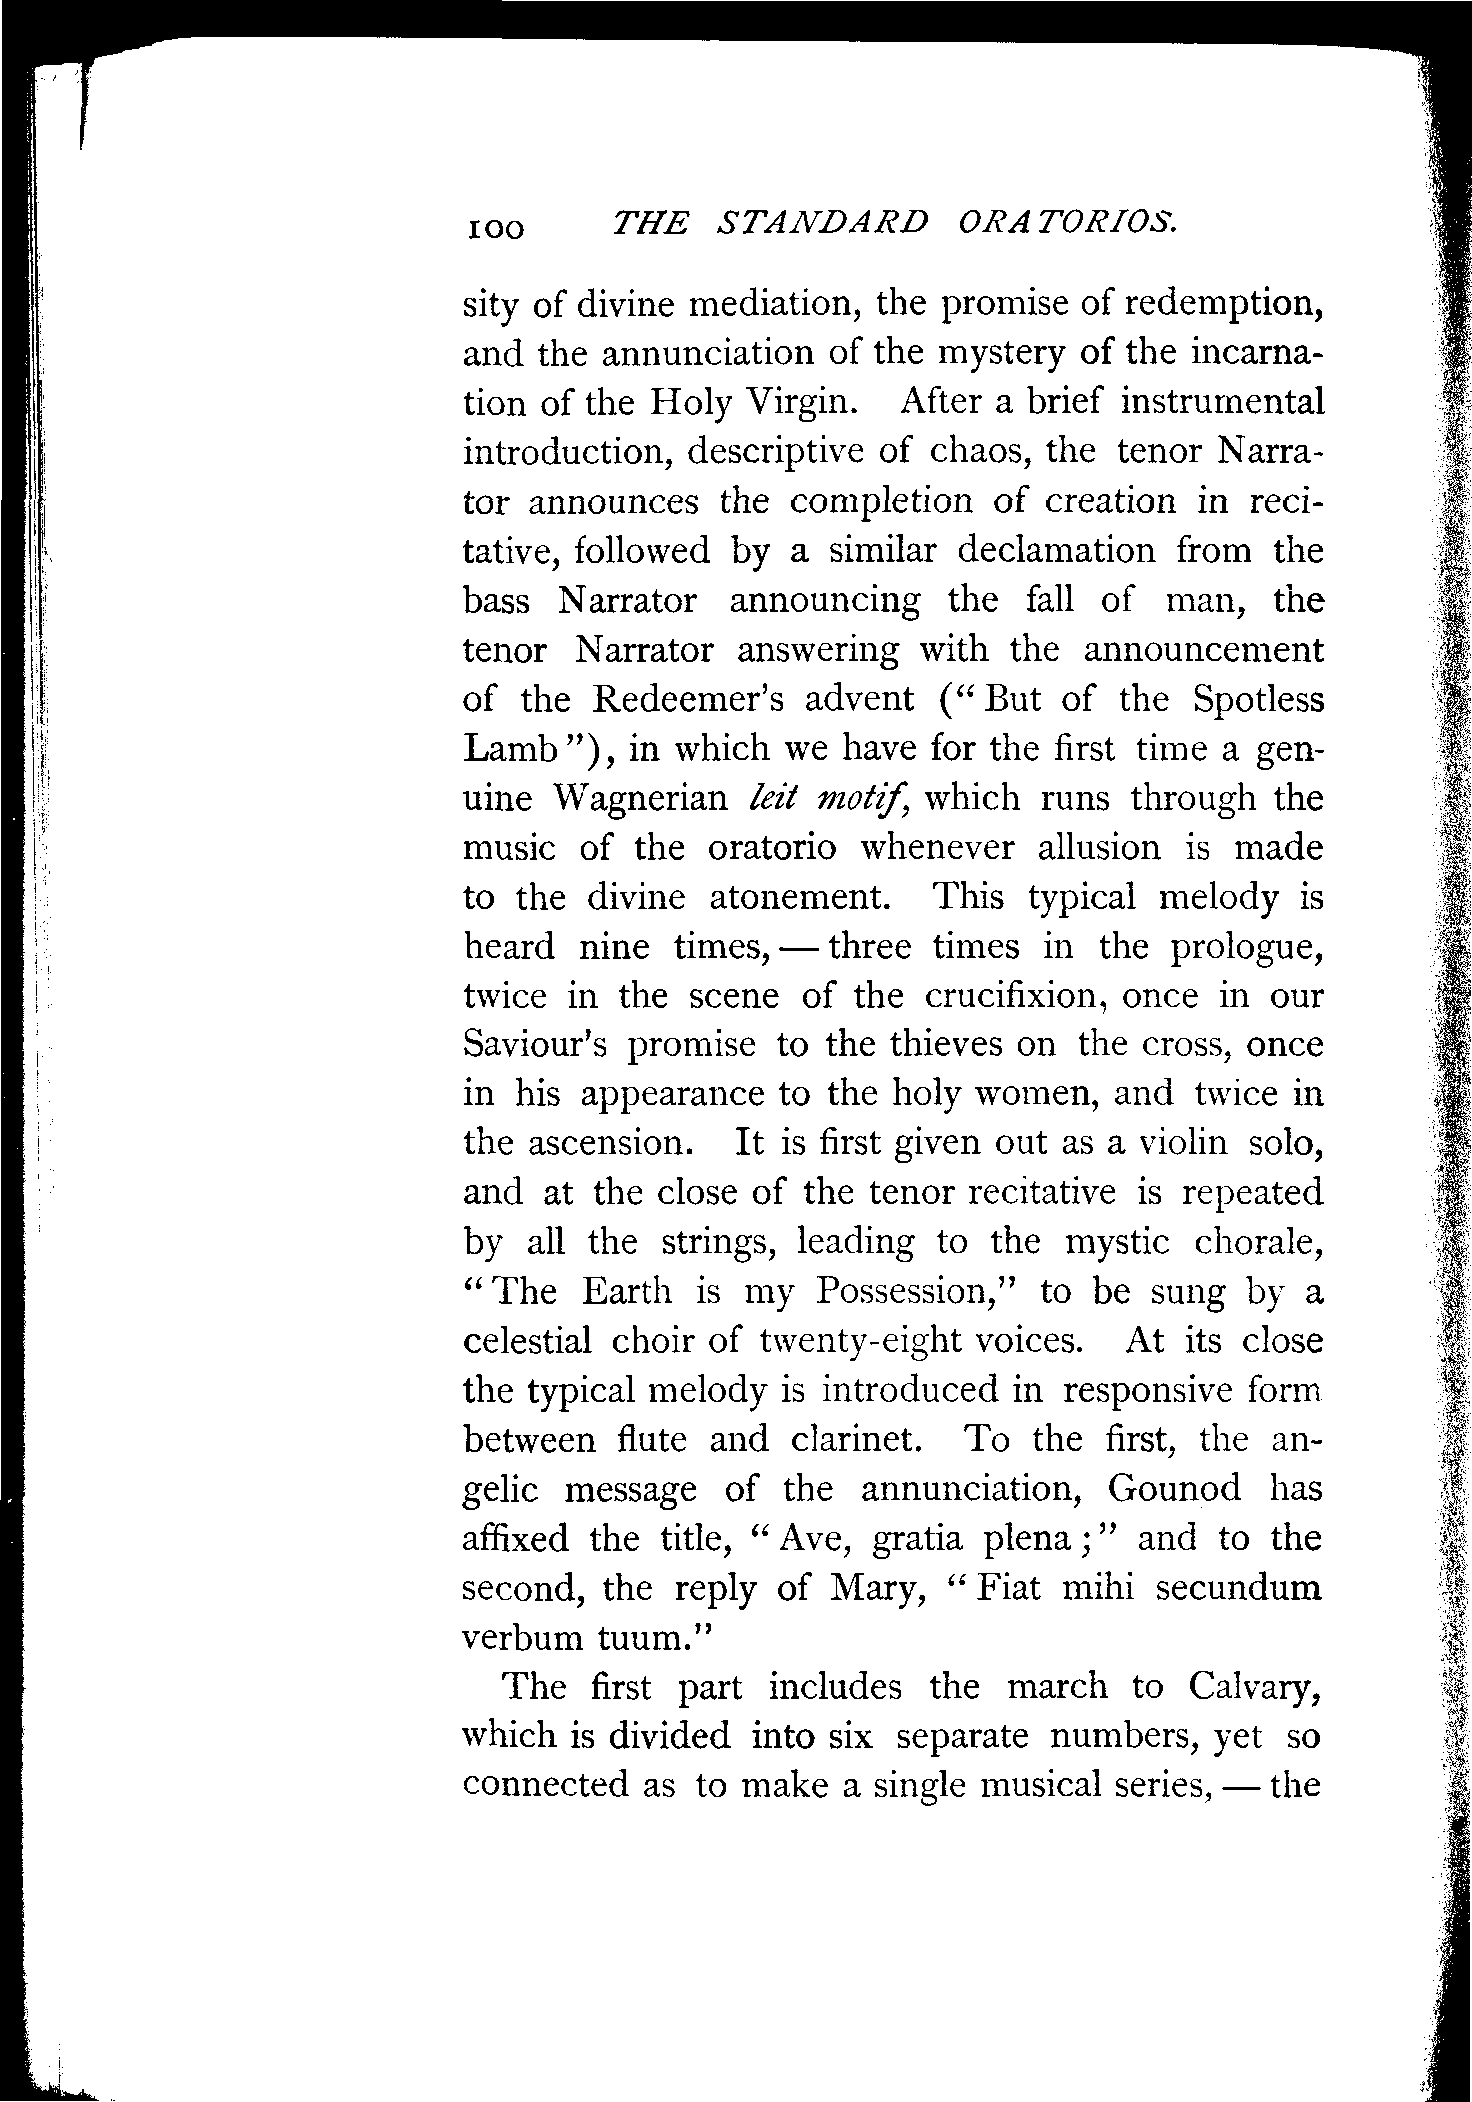 100 THE STANDARD ORATORIOS.
sity of divine mediation, the promise of redemption,
and the annunciation of the mystery of the incarna-
tion of the Holy Virgin. After a brief instrumental
introduction, descriptive of chaos, the tenor Narra-
tor announces the completion of creation in reci-
tative, followed by a similar declamation from the
bass Narrator announcing the fall of man, the
tenor Narrator answering with the announcement
of the Redeemer's advent (" But of the Spotless
Lamb "), in which we have for the first time a gen-
uine Wagnerian leit motif, which runs through the
music of the oratorio whenever allusion is made
to the divine atonement. This typical melody is
heard nine times, — three times in the prologue,
twice in the scene of the crucifixion, once in our
Saviour's promise to the thieves on the cross, once
in his appearance to the holy women, and twice in
the ascension. It is first given out as a violin solo,
and at the close of the tenor recitative is repeated
by all the strings, leading to the mystic chorale,
" The Earth is my Possession," to be sung by a
celestial choir of twenty-eight voices. At its close
the typical melody is introduced in responsive form
between flute and clarinet. To the first, the an-
gelic message of the annunciation, Gounod has
affixed the title, " Ave, gratia plena ;" and to the
second, the reply of Mary, " Fiat mihi secundum
verbum tuum."
The first part includes the march to Calvary,
which is divided into six separate numbers, yet so
connected as to make a single musical series, — the